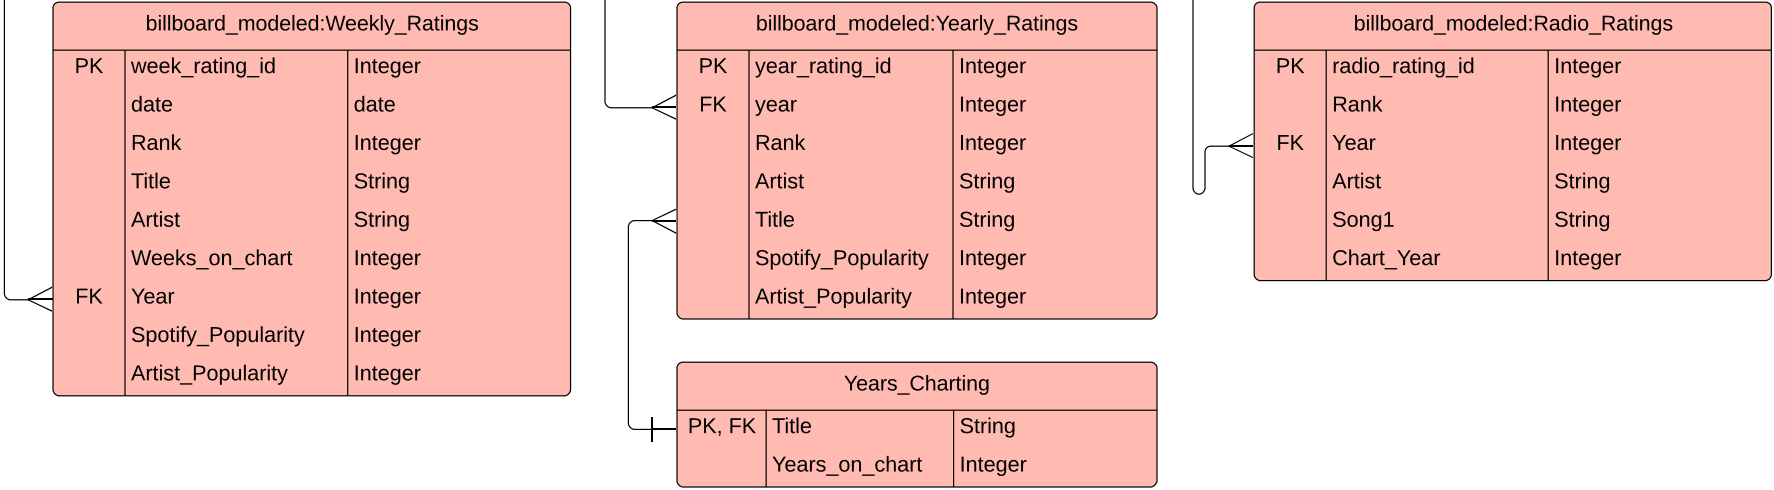 billboard_modeled:Weekly_Ratings
PK week_rating_id Integer
date date
Rank Integer
Title String
Artist String
Weeks_on_chart Integer
FK Year Integer
Spotify_Popularity Integer
Artist_Popularity Integer
billboard_modeled:Yearly_Ratings
PK year_rating_id Integer
FK year Integer
Rank Integer
Artist String
Title String
Spotify_Popularity Integer
Artist_Popularity Integer
Years_Charting
PK, FK Title String
Years_on_chart Integer
billboard_modeled:Radio_Ratings
PK radio_rating_id Integer
Rank Integer
FK Year Integer
Artist String
Song1 String
Chart_Year Integer